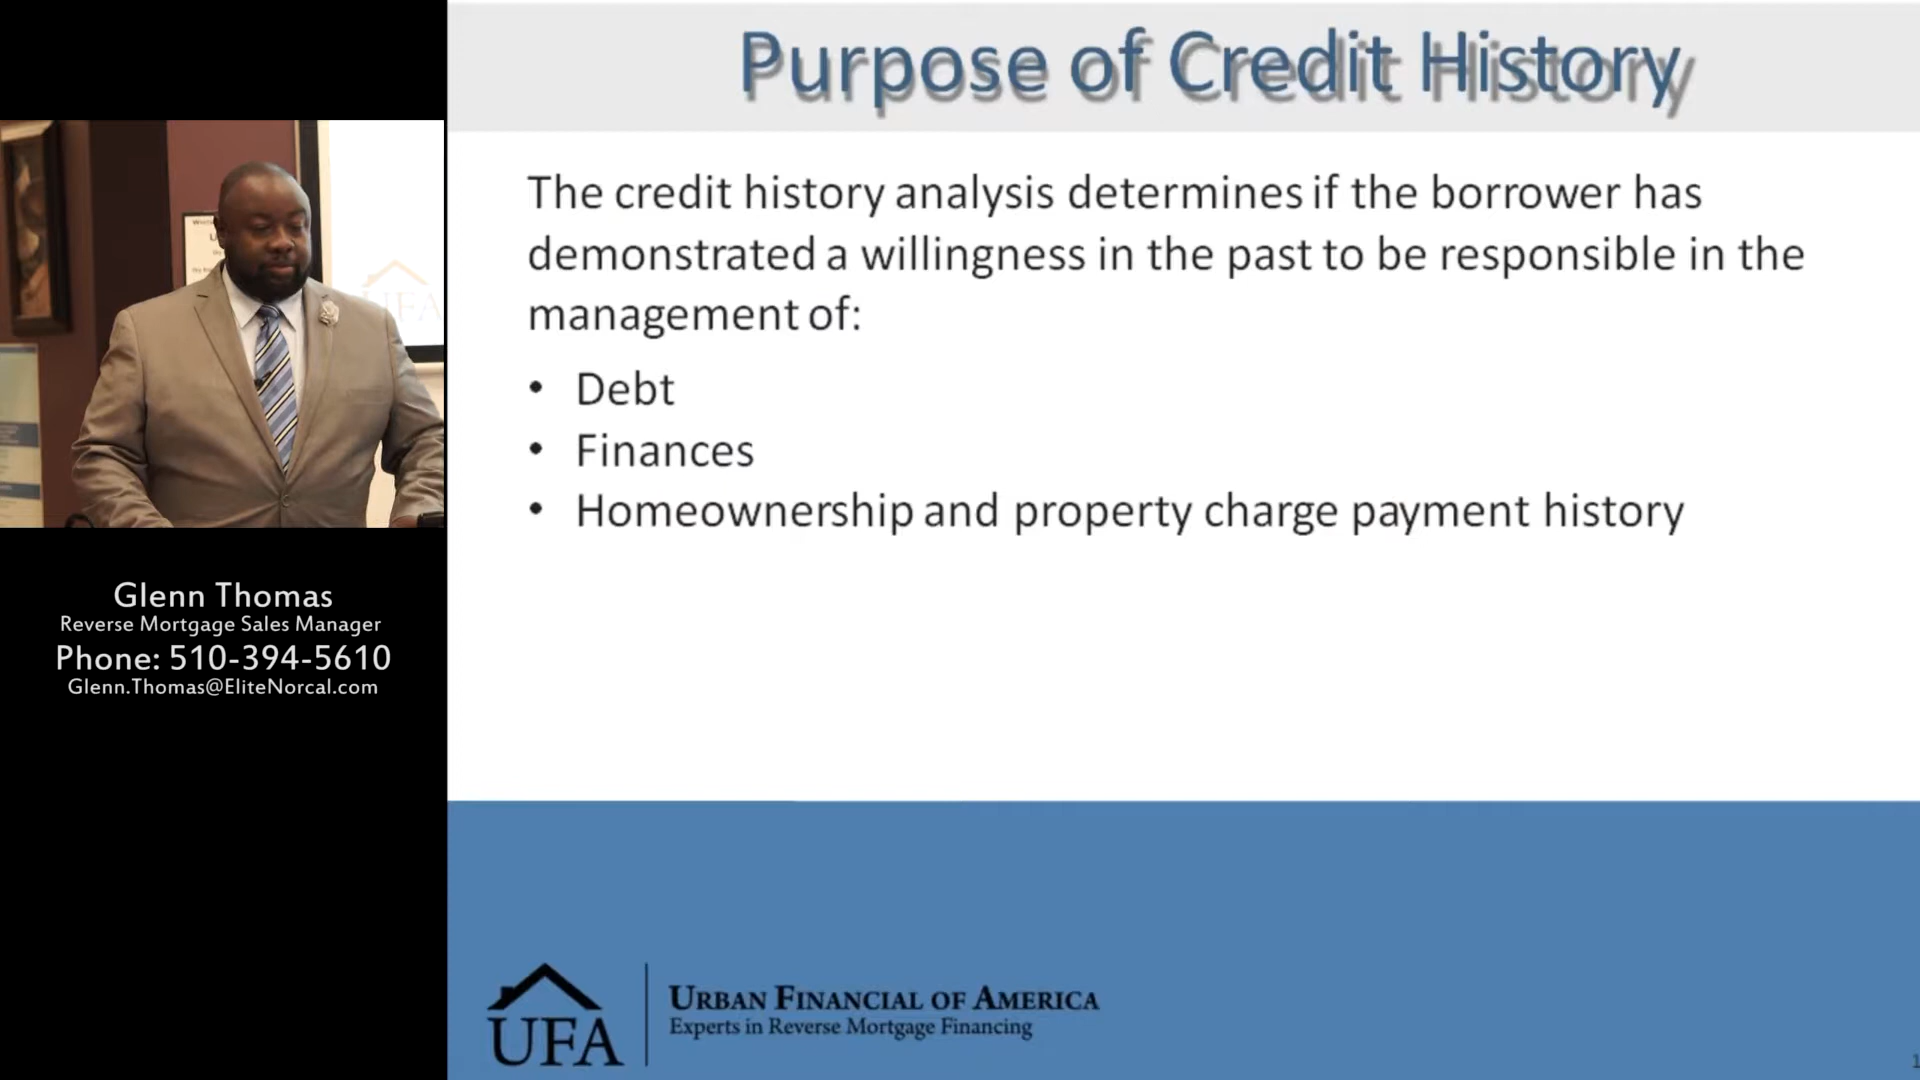 Purpose of Credit History
The credit history analysis determines if the borrower has
demonstrated a willingness in the past to be responsible in the
management of:
• Debt
• Finances
• Homeownership and property charge payment history
UFA
Glenn Thomas
Reverse Mortgage Sales Manager
Phone: 510-394-5610
Glenn.Thomas@EliteNorcal.com
UFA
URBAN FINANCIAL OF AMERICA
Experts in Reverse Mortgage Financing